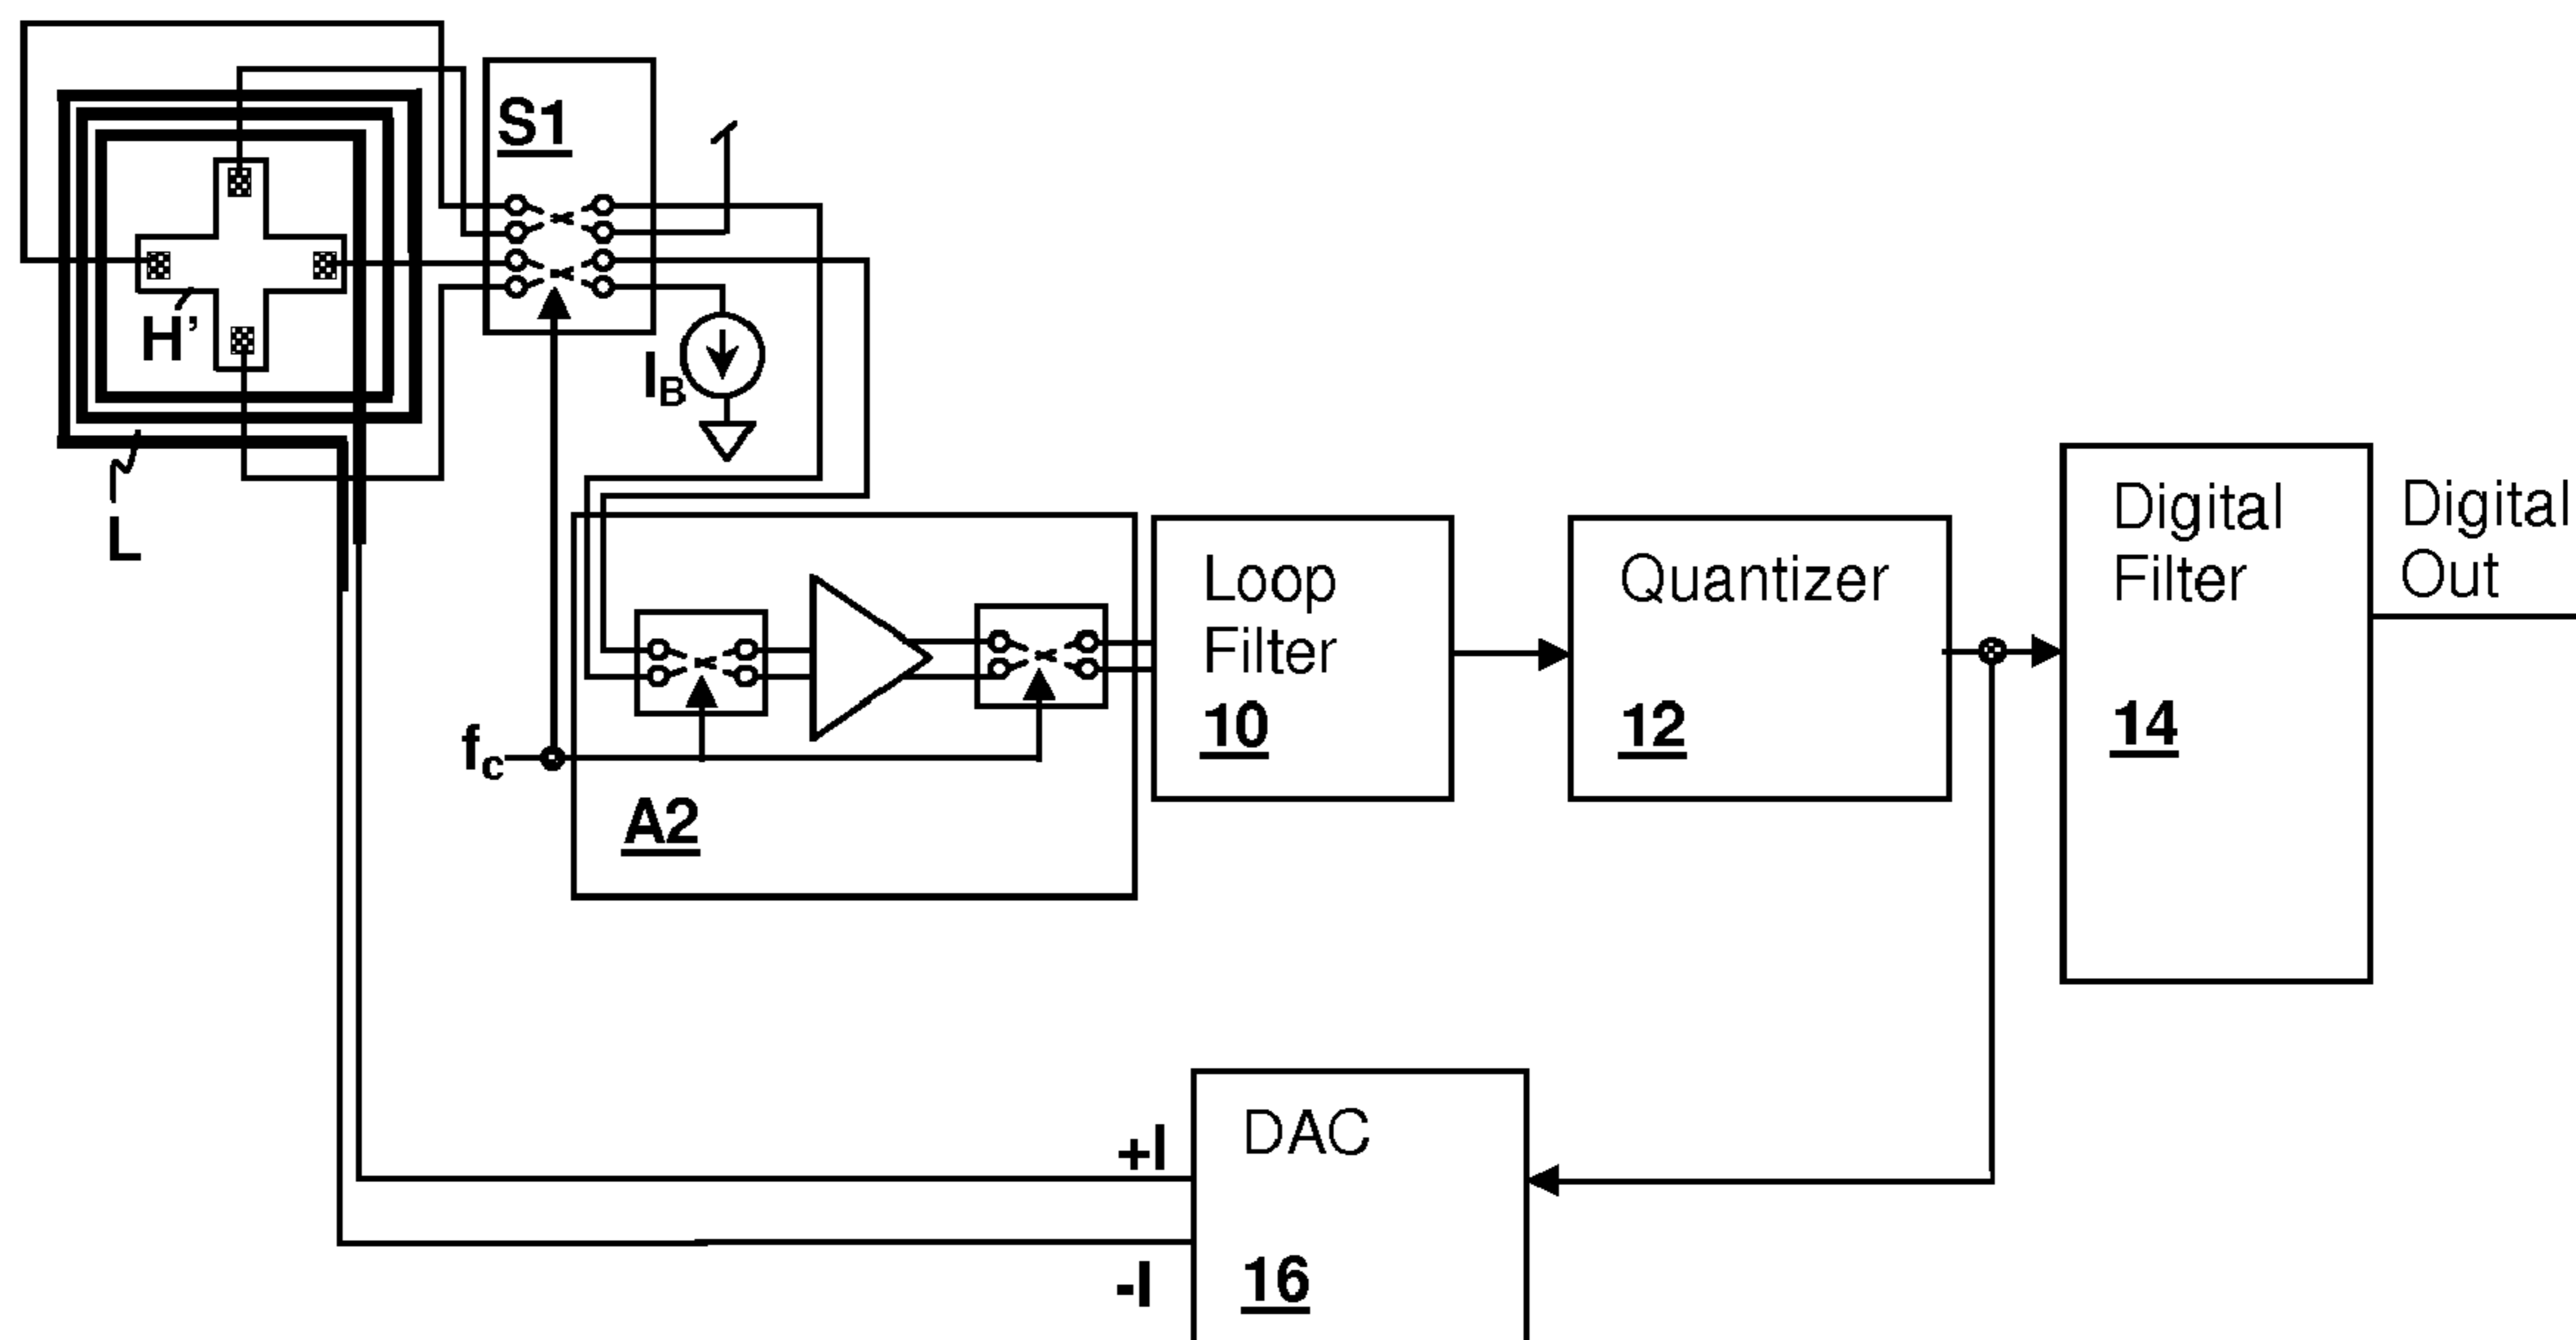 S1
H’
I_B
L
f_c
A2
Loop
Filter
10
Quantizer
12
Digital
Filter
14
Digital
Out
+I
-I
DAC
16